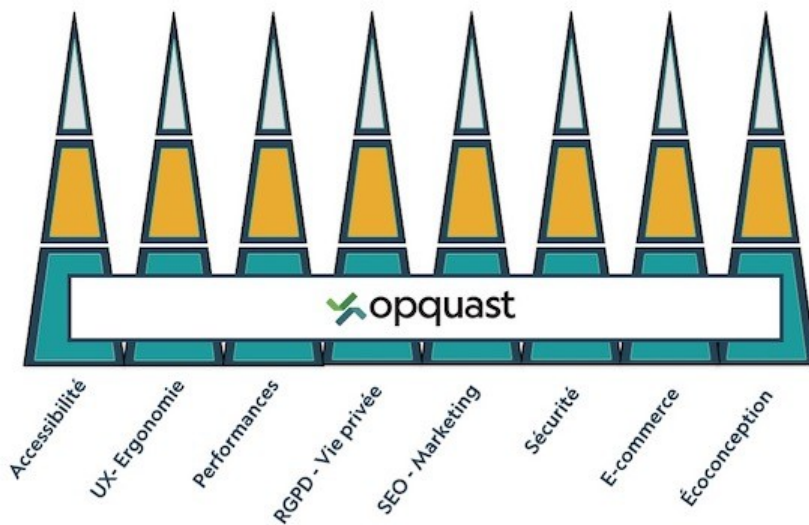 opquast
Accessibilité
UX- Ergonomie
Performances
RGPD - Vie privée
SEO - Marketing
Sécurité
E-commerce
Écoconception